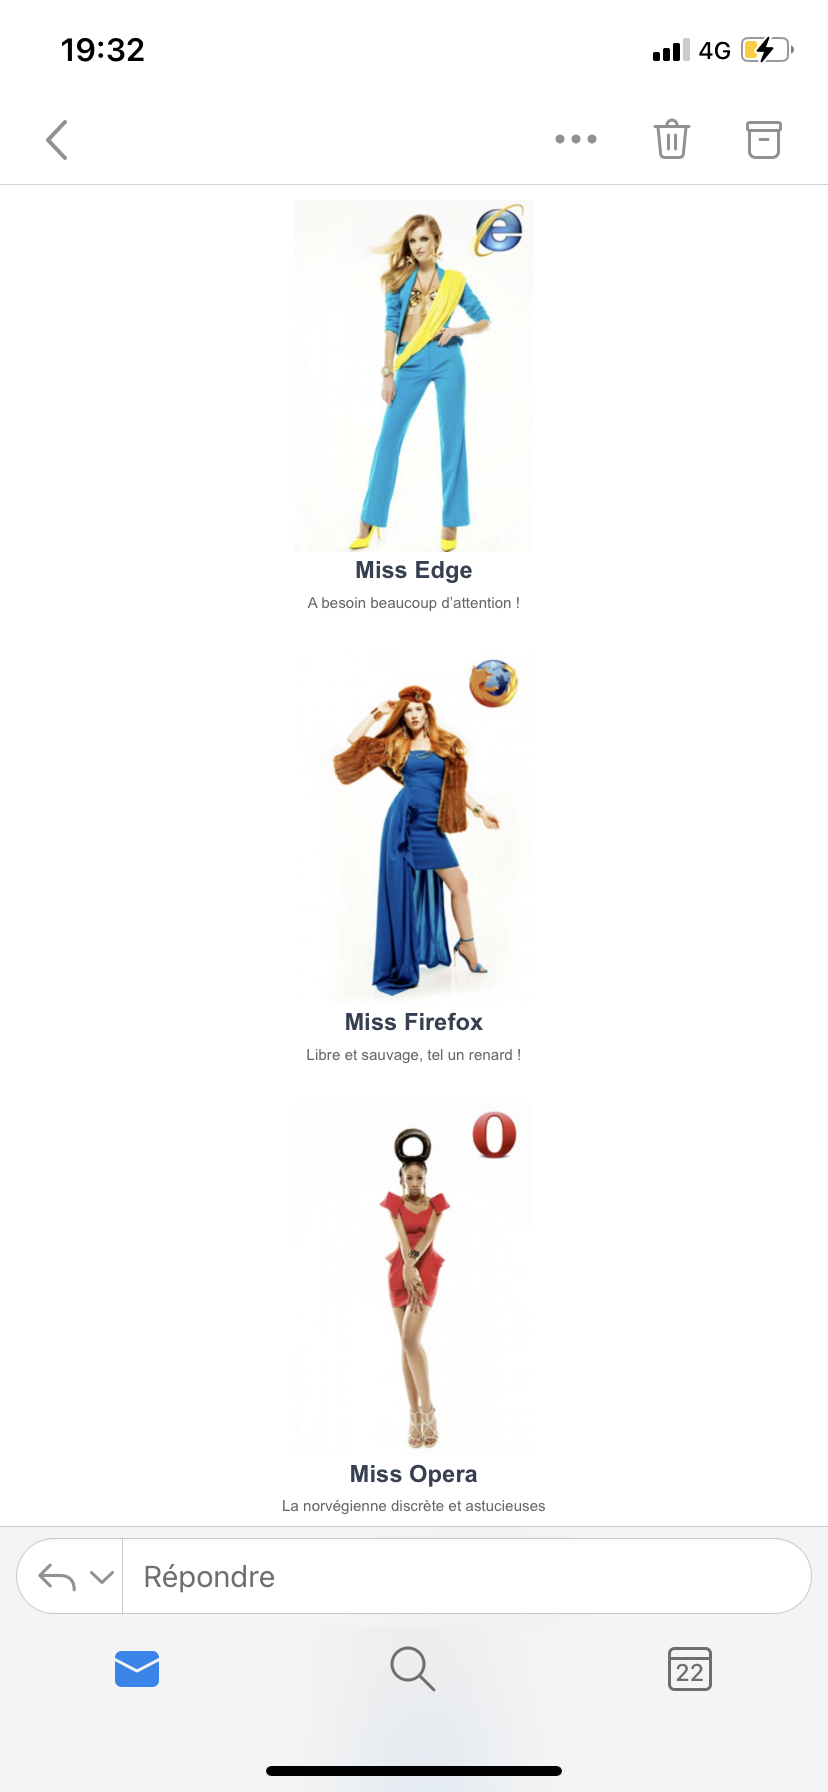 19:32
4G
Miss Edge
A besoin beaucoup d'attention !
Miss Firefox
Libre et sauvage, tel un renard !
Miss Opera
La norvégienne discrète et astucieuses
Répondre
22